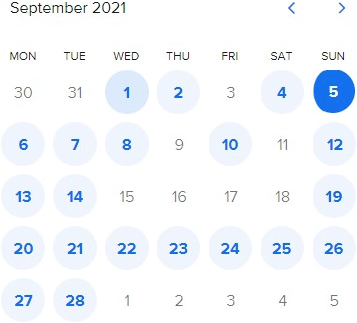 September 2021
MON TUE WED THU FRI SAT SUN
30 31 1 2 3 4 5
6 7 8 9 10 11 12
13 14 15 16 17 18 19
20 21 22 23 24 25 26
27 28 1 2 3 4 5